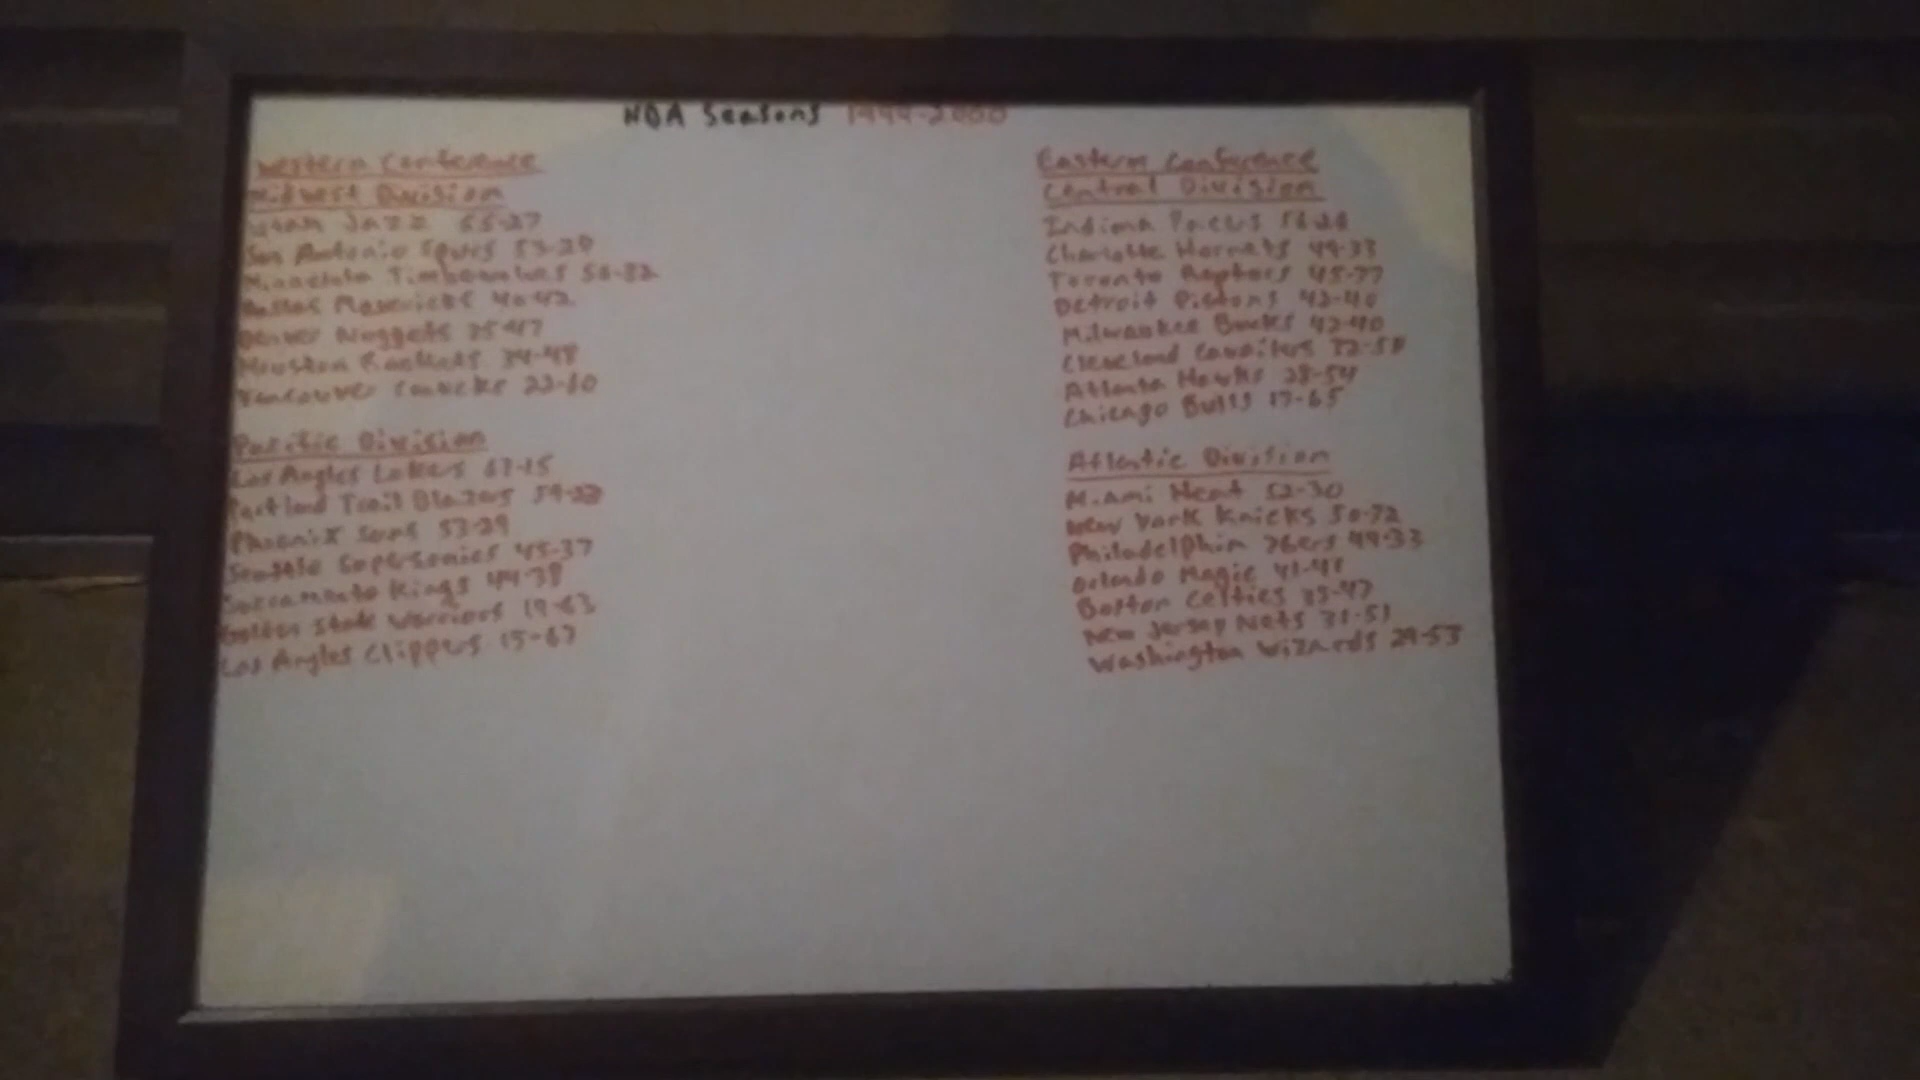 NBA Seasons 1999-2000
Western Conference
Midwest Division
Utah Jazz 55-27
San Antonio Spurs 53-29
Timberwolves 50-32
Dallas Mavericks 40-42
Denver Nuggets 35-47
Houston Rockets 34-48
Vancouver 22-60
Pacific Division
Los Angles Lakers 67-15
Portland Trail Blazers 59-23
Phoenix Suns 53-29
Seattle Supersonics 45-37
Sacramento Kings 44-38
Golden State Warriors 19-63
Los Angles Clippers 15-67
Eastern Conference
Central Division
Indiana Pacers 56-26
Charlotte Hornets 49-33
Toronto Raptors 45-37
Detroit Pistons 42-40
Milwaukee Bucks 42-40
Cleveland 32-50
Atlanta Hawks 28-54
Chicago Bulls 17-65
Atlantic Division
Miami Heat 52-30
New York Knicks 50-32
Philadelphia 76ers 49-33
Orlando Magic 41-41
Boston Celtics 35-47
New Jersey Nets 31-51
Washington Wizards 29-53